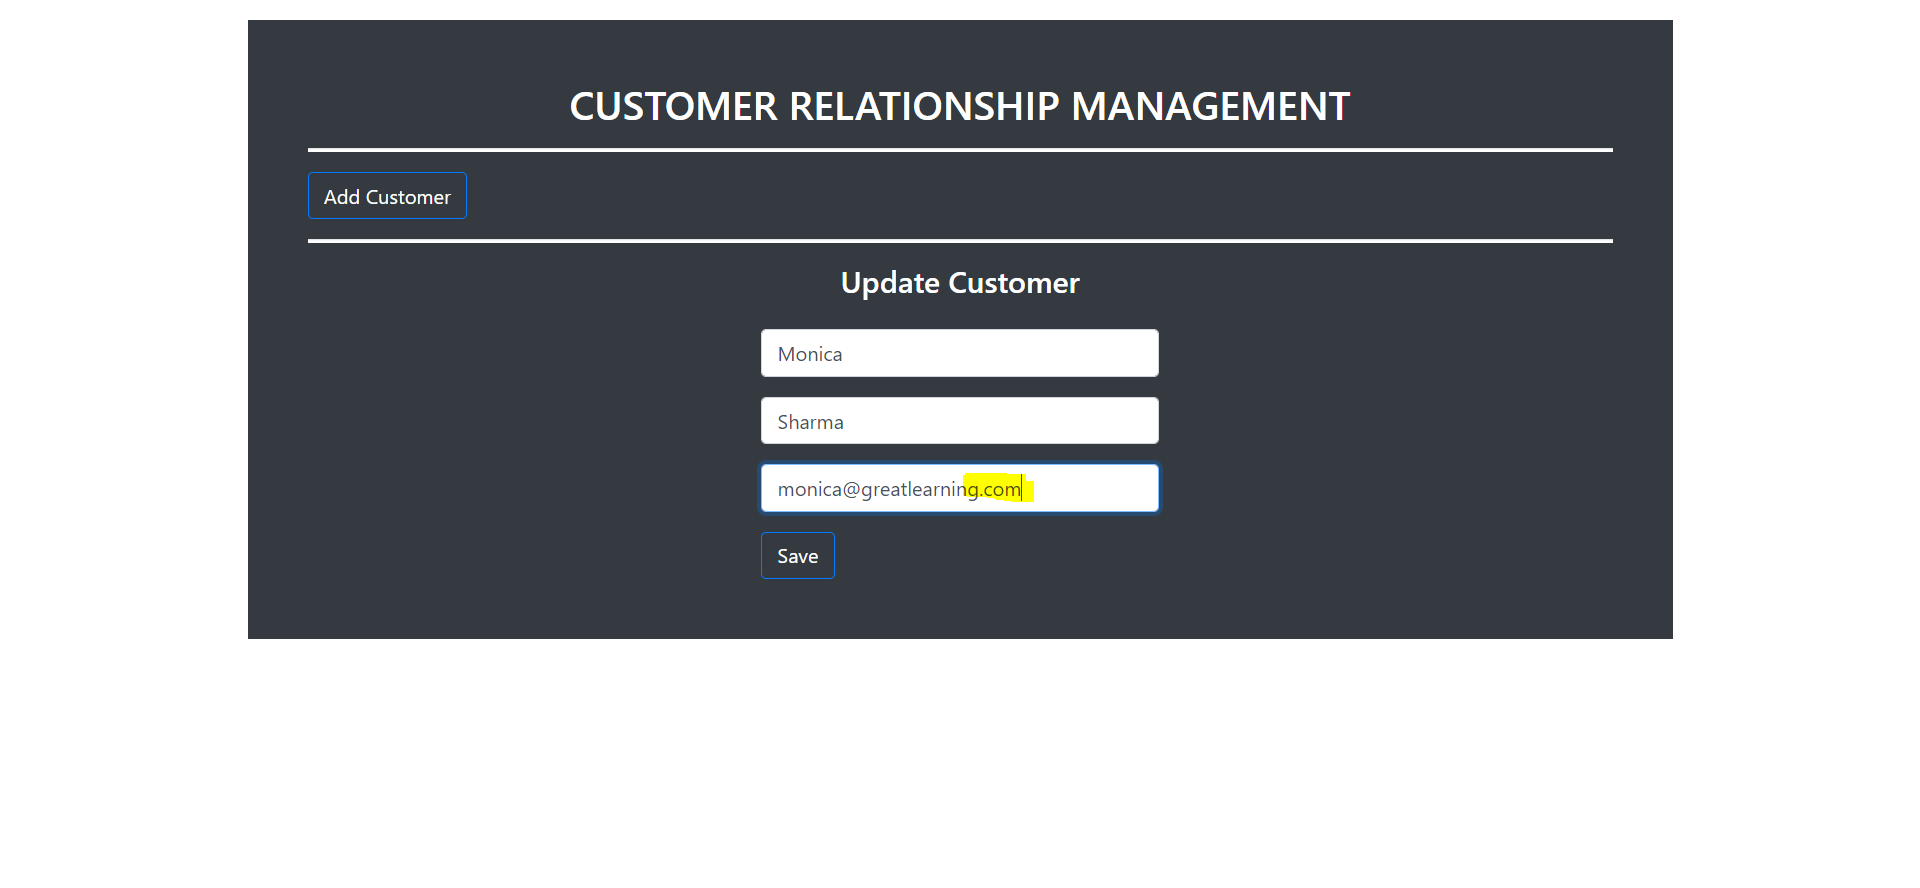 CUSTOMER RELATIONSHIP MANAGEMENT
Add Customer
Update Customer
Monica
Sharma
monica@greatlearning.com
Save